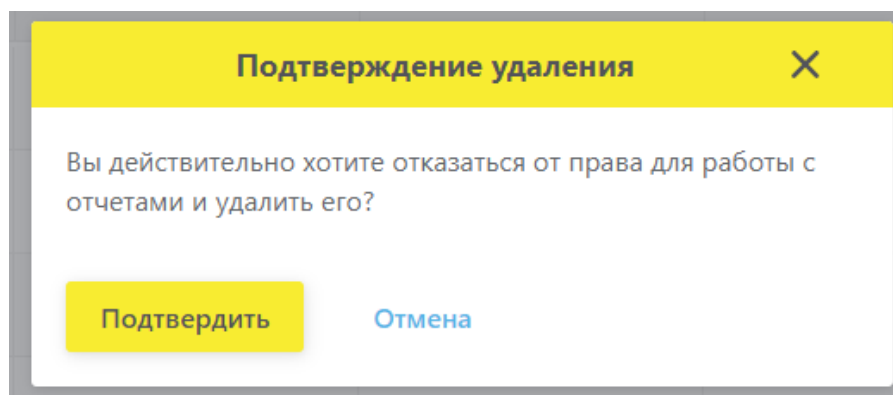 Подтверждение удаления
Вы действительно хотите отказаться от права для работы с
отчетами и удалить его?
Подтвердить Отмена